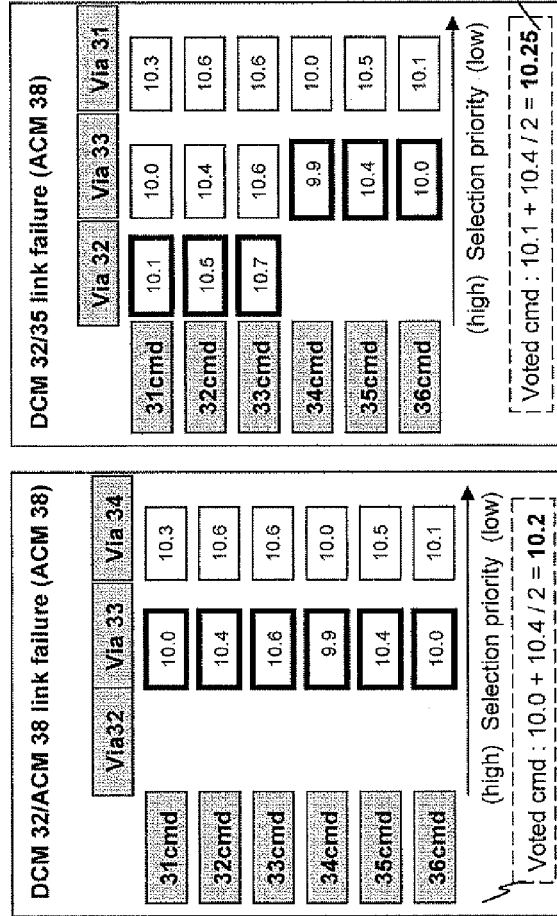 DCM 32/ACM 38 link failure (ACM 38)
Via32 Via 33 Via 34
31cmd 10.0 10.3
32cmd 10.4 10.6
33cmd 10.6 10.6
34cmd 9.9 10.0
35cmd 10.4 10.5
36cmd 10.0 10.1
(high) Selection priority (low)
Voted cmd : 10.0 + 10.4 / 2 = 10.2
DCM 32/35 link failure (ACM 38)
Via 32 Via 33 Via 31
31cmd 10.1 10.0 10.3
32cmd 10.5 10.4 10.6
33cmd 10.7 10.6 10.6
34cmd 9.9 10.0
35cmd 10.4 10.5
36cmd 10.0 10.1
(high) Selection priority (low)
Voted cmd : 10.1 + 10.4 / 2 = 10.25